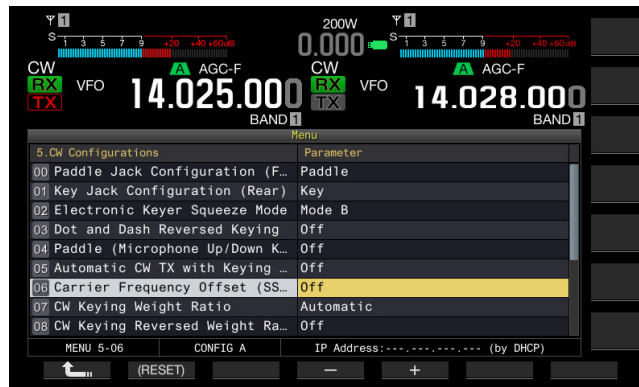 1 200W 1
S 1 3 5 7 9 +20 +40 +60dB 0.000 S 1 3 5 7 9 +20 +40 +60dB
CW A AGC-F CW A AGC-F
RX VFO 14.025.000 RX VFO 14.028.000
TX TX
BAND 1 BAND 1
Menu
5.CW Configurations Parameter
00 Paddle Jack Configuration (F… Paddle
01 Key Jack Configuration (Rear) Key
02 Electronic Keyer Squeeze Mode Mode B
03 Dot and Dash Reversed Keying Off
04 Paddle (Microphone Up/Down K… Off
05 Automatic CW TX with Keying … Off
06 Carrier Frequency Offset (SS… Off
07 CW Keying Weight Ratio Automatic
08 CW Keying Reversed Weight Ra… Off
MENU 5-06 CONFIG A IP Address:---.---.---.--- (by DHCP)
(RESET) − +